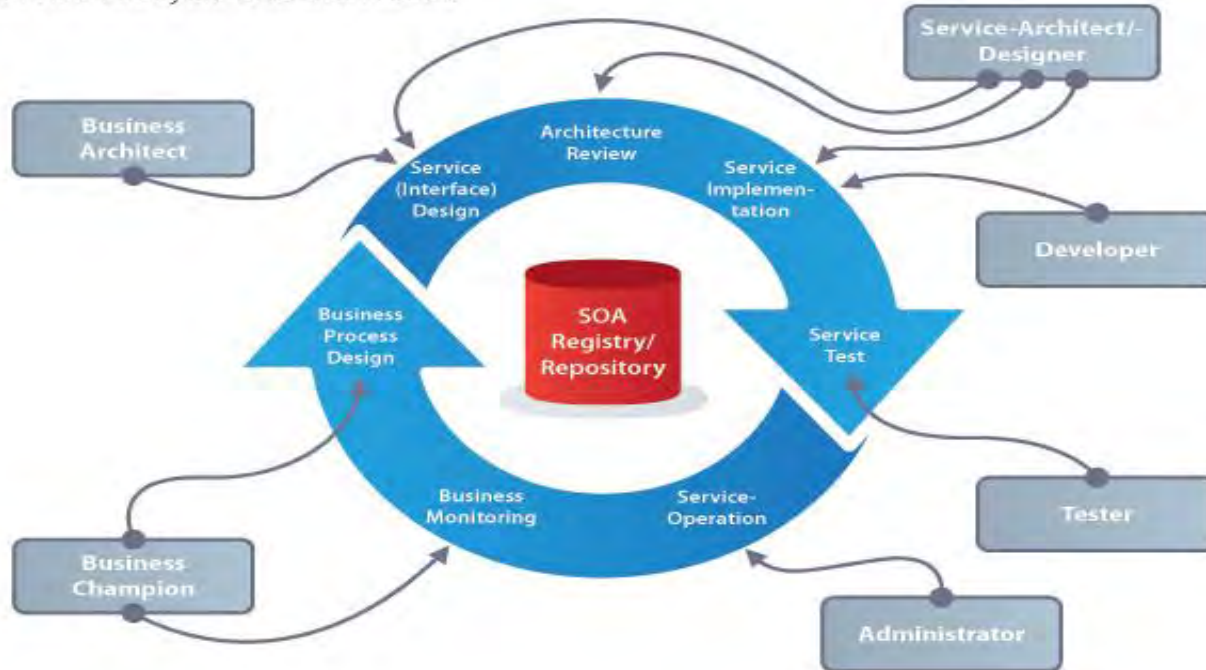 Service-Architect/-
Designer
Business
Architect
Architecture
Review
Service
(Interface)
Design
Service
Implemen-
tation
Developer
Business
Process
Design
SOA
Registry/
Repository
Service
Test
Business
Monitoring
Service-
Operation
Tester
Business
Champion
Administrator